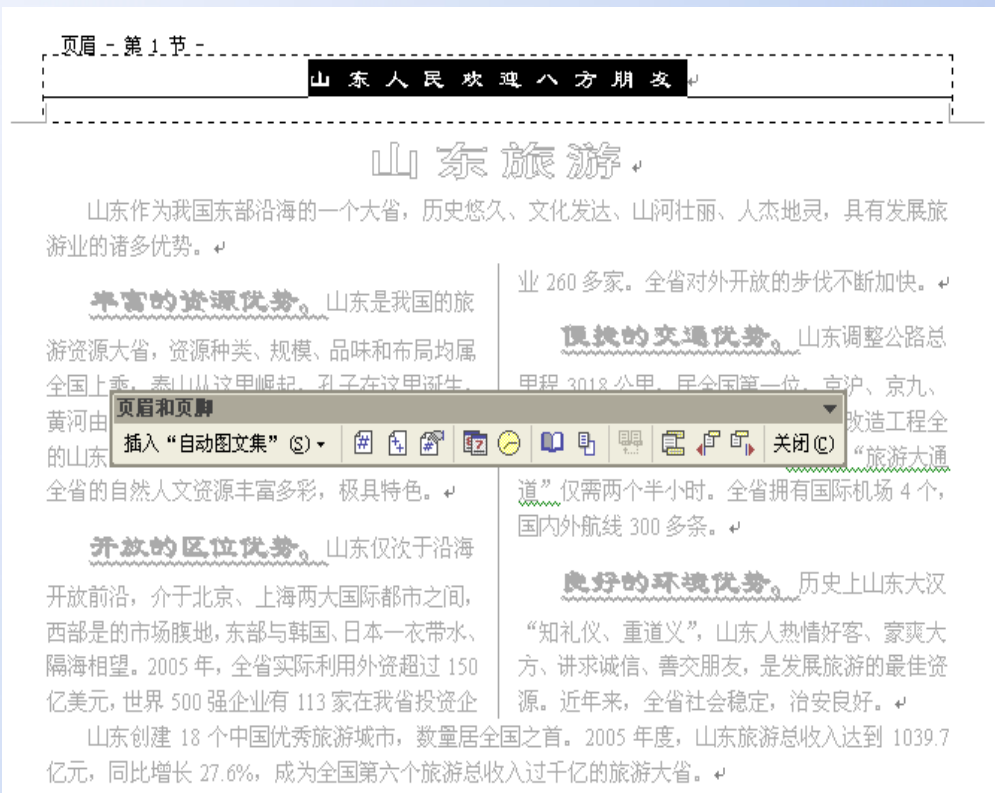 页眉 - 第 1 节 -
山东人民欢迎八方朋友
山东旅游
山东作为我国东部沿海的一个大省，历史悠久、文化发达、山河壮丽、人杰地灵，具有发展旅
游业的诸多优势。
丰富的资源优势。山东是我国的旅
游资源大省，资源种类、规模、品味和布局均属
全国上乘，泰山从这里崛起，孔子在这里诞生，
黄河由
的山东
全省的自然人文资源丰富多彩，极具特色。
开放的区位优势。山东仅次于沿海
开放前沿，介于北京、上海两大国际都市之间，
西部是的市场腹地，东部与韩国、日本一衣带水、
隔海相望。2005 年，全省实际利用外资超过 150
亿美元，世界 500 强企业有 113 家在我省投资企
业 260 多家。全省对外开放的步伐不断加快。
便捷的交通优势。山东调整公路总
里程 3018 公里，居全国第一位，京沪、京九、
改造工程全
“旅游大通
道”仅需两个半小时。全省拥有国际机场 4 个，
国内外航线 300 多条。
良好的环境优势。历史上山东大汉
“知礼仪、重道义”，山东人热情好客、豪爽大
方、讲求诚信、善交朋友，是发展旅游的最佳资
源。近年来，全省社会稳定，治安良好。
山东创建 18 个中国优秀旅游城市，数量居全国之首。2005 年度，山东旅游总收入达到 1039.7
亿元，同比增长 27.6%，成为全国第六个旅游总收入过千亿的旅游大省。
页眉和页脚
插入“自动图文集”(S)
关闭(C)